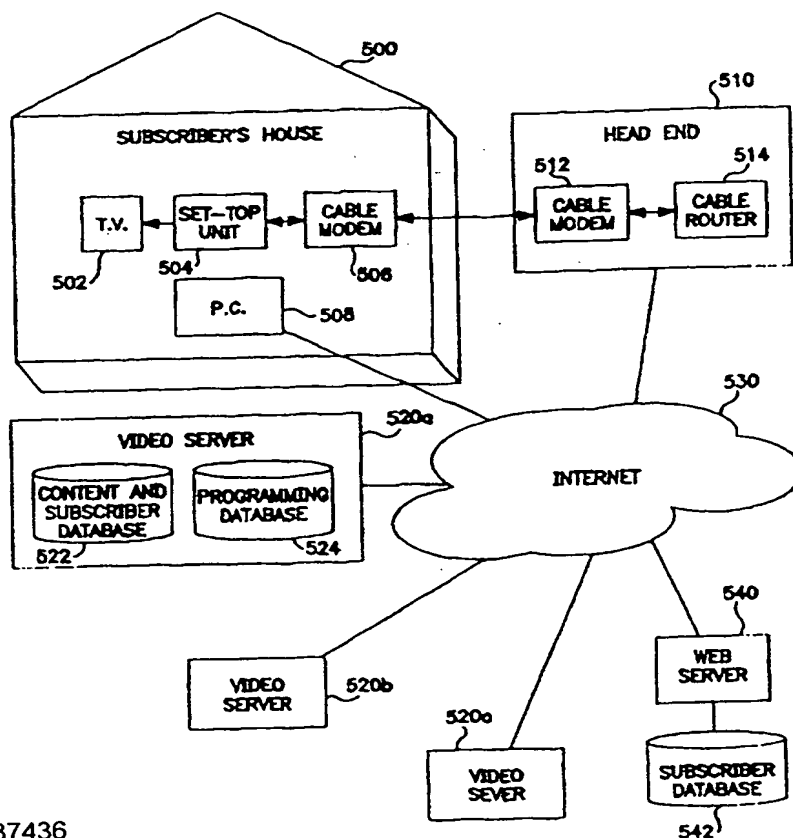 500
510
SUBSCRIBER'S HOUSE
HEAD END
512
514
T.V.
SET-TOP
UNIT
CABLE
MODEM
CABLE
MODEM
CABLE
ROUTER
502
504
506
P.C.
508
530
520a
VIDEO SERVER
INTERNET
CONTENT AND
SUBSCRIBER
DATABASE
PROGRAMMING
DATABASE
522
524
540
WEB
SERVER
VIDEO
SERVER
520b
520o
VIDEO
SEVER
SUBSCRIBER
DATABASE
542
37436